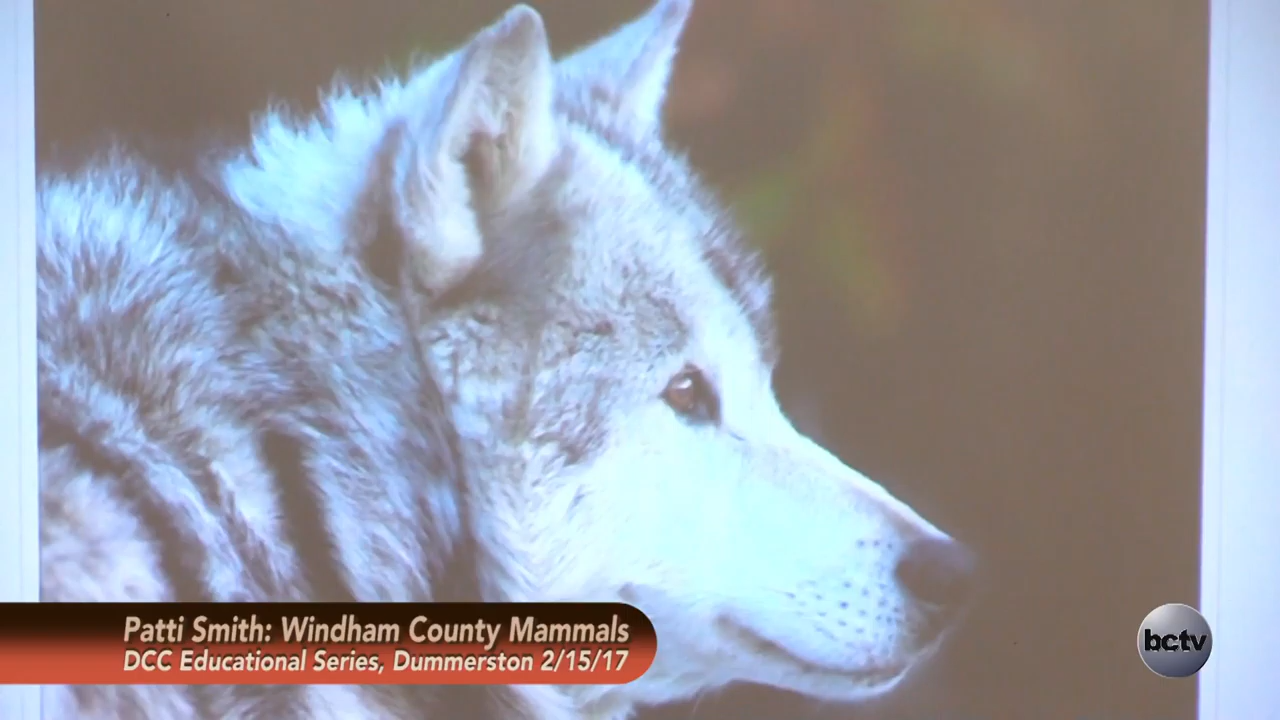 Patti Smith: Windham County Mammals
DCC Educational Series, Dummerston 2/15/17
bctv